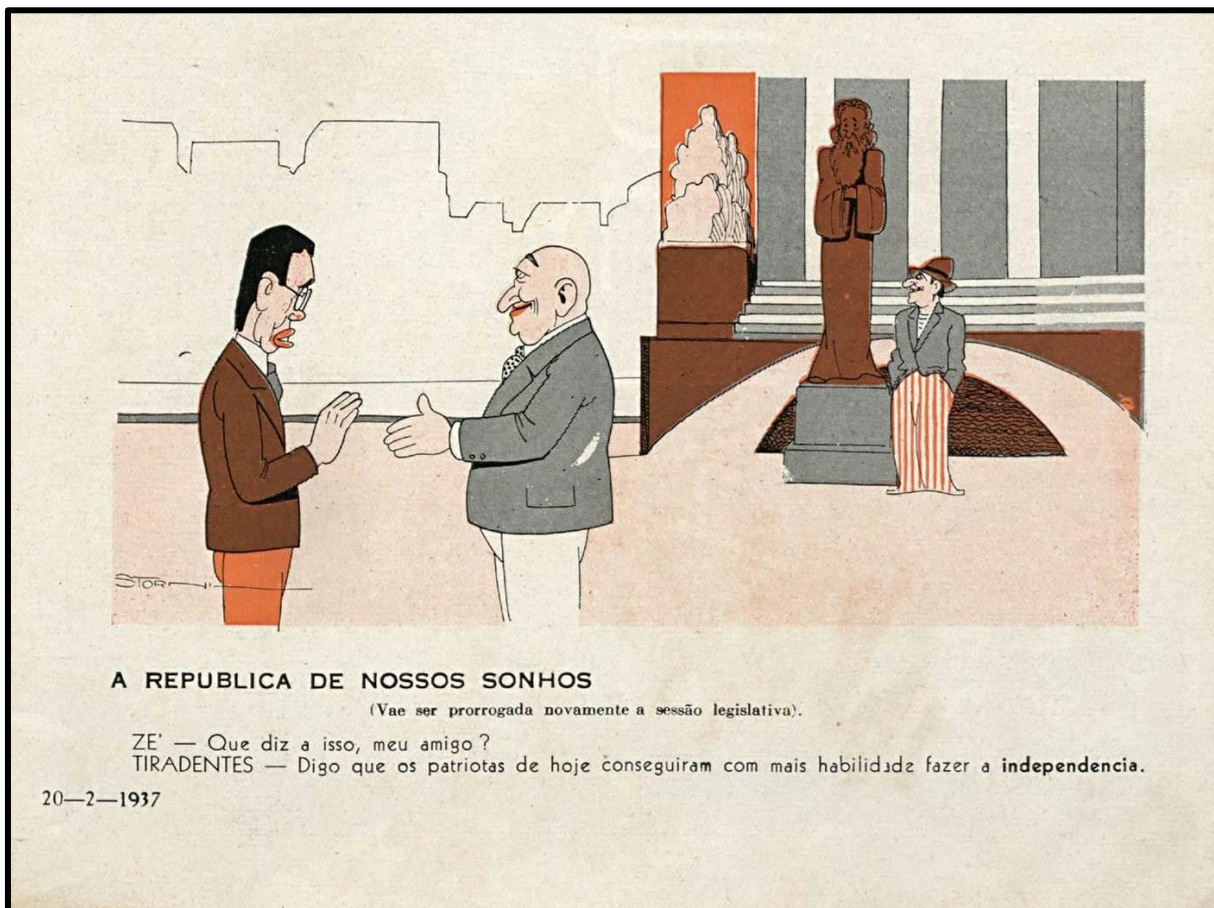 STORNI
A REPUBLICA DE NOSSOS SONHOS
(Vae ser prorrogada novamente a sessão legislativa).
ZE' — Que diz a isso, meu amigo ?
TIRADENTES — Digo que os patriotas de hoje conseguiram com mais habilidade fazer a independencia.
20—2—1937